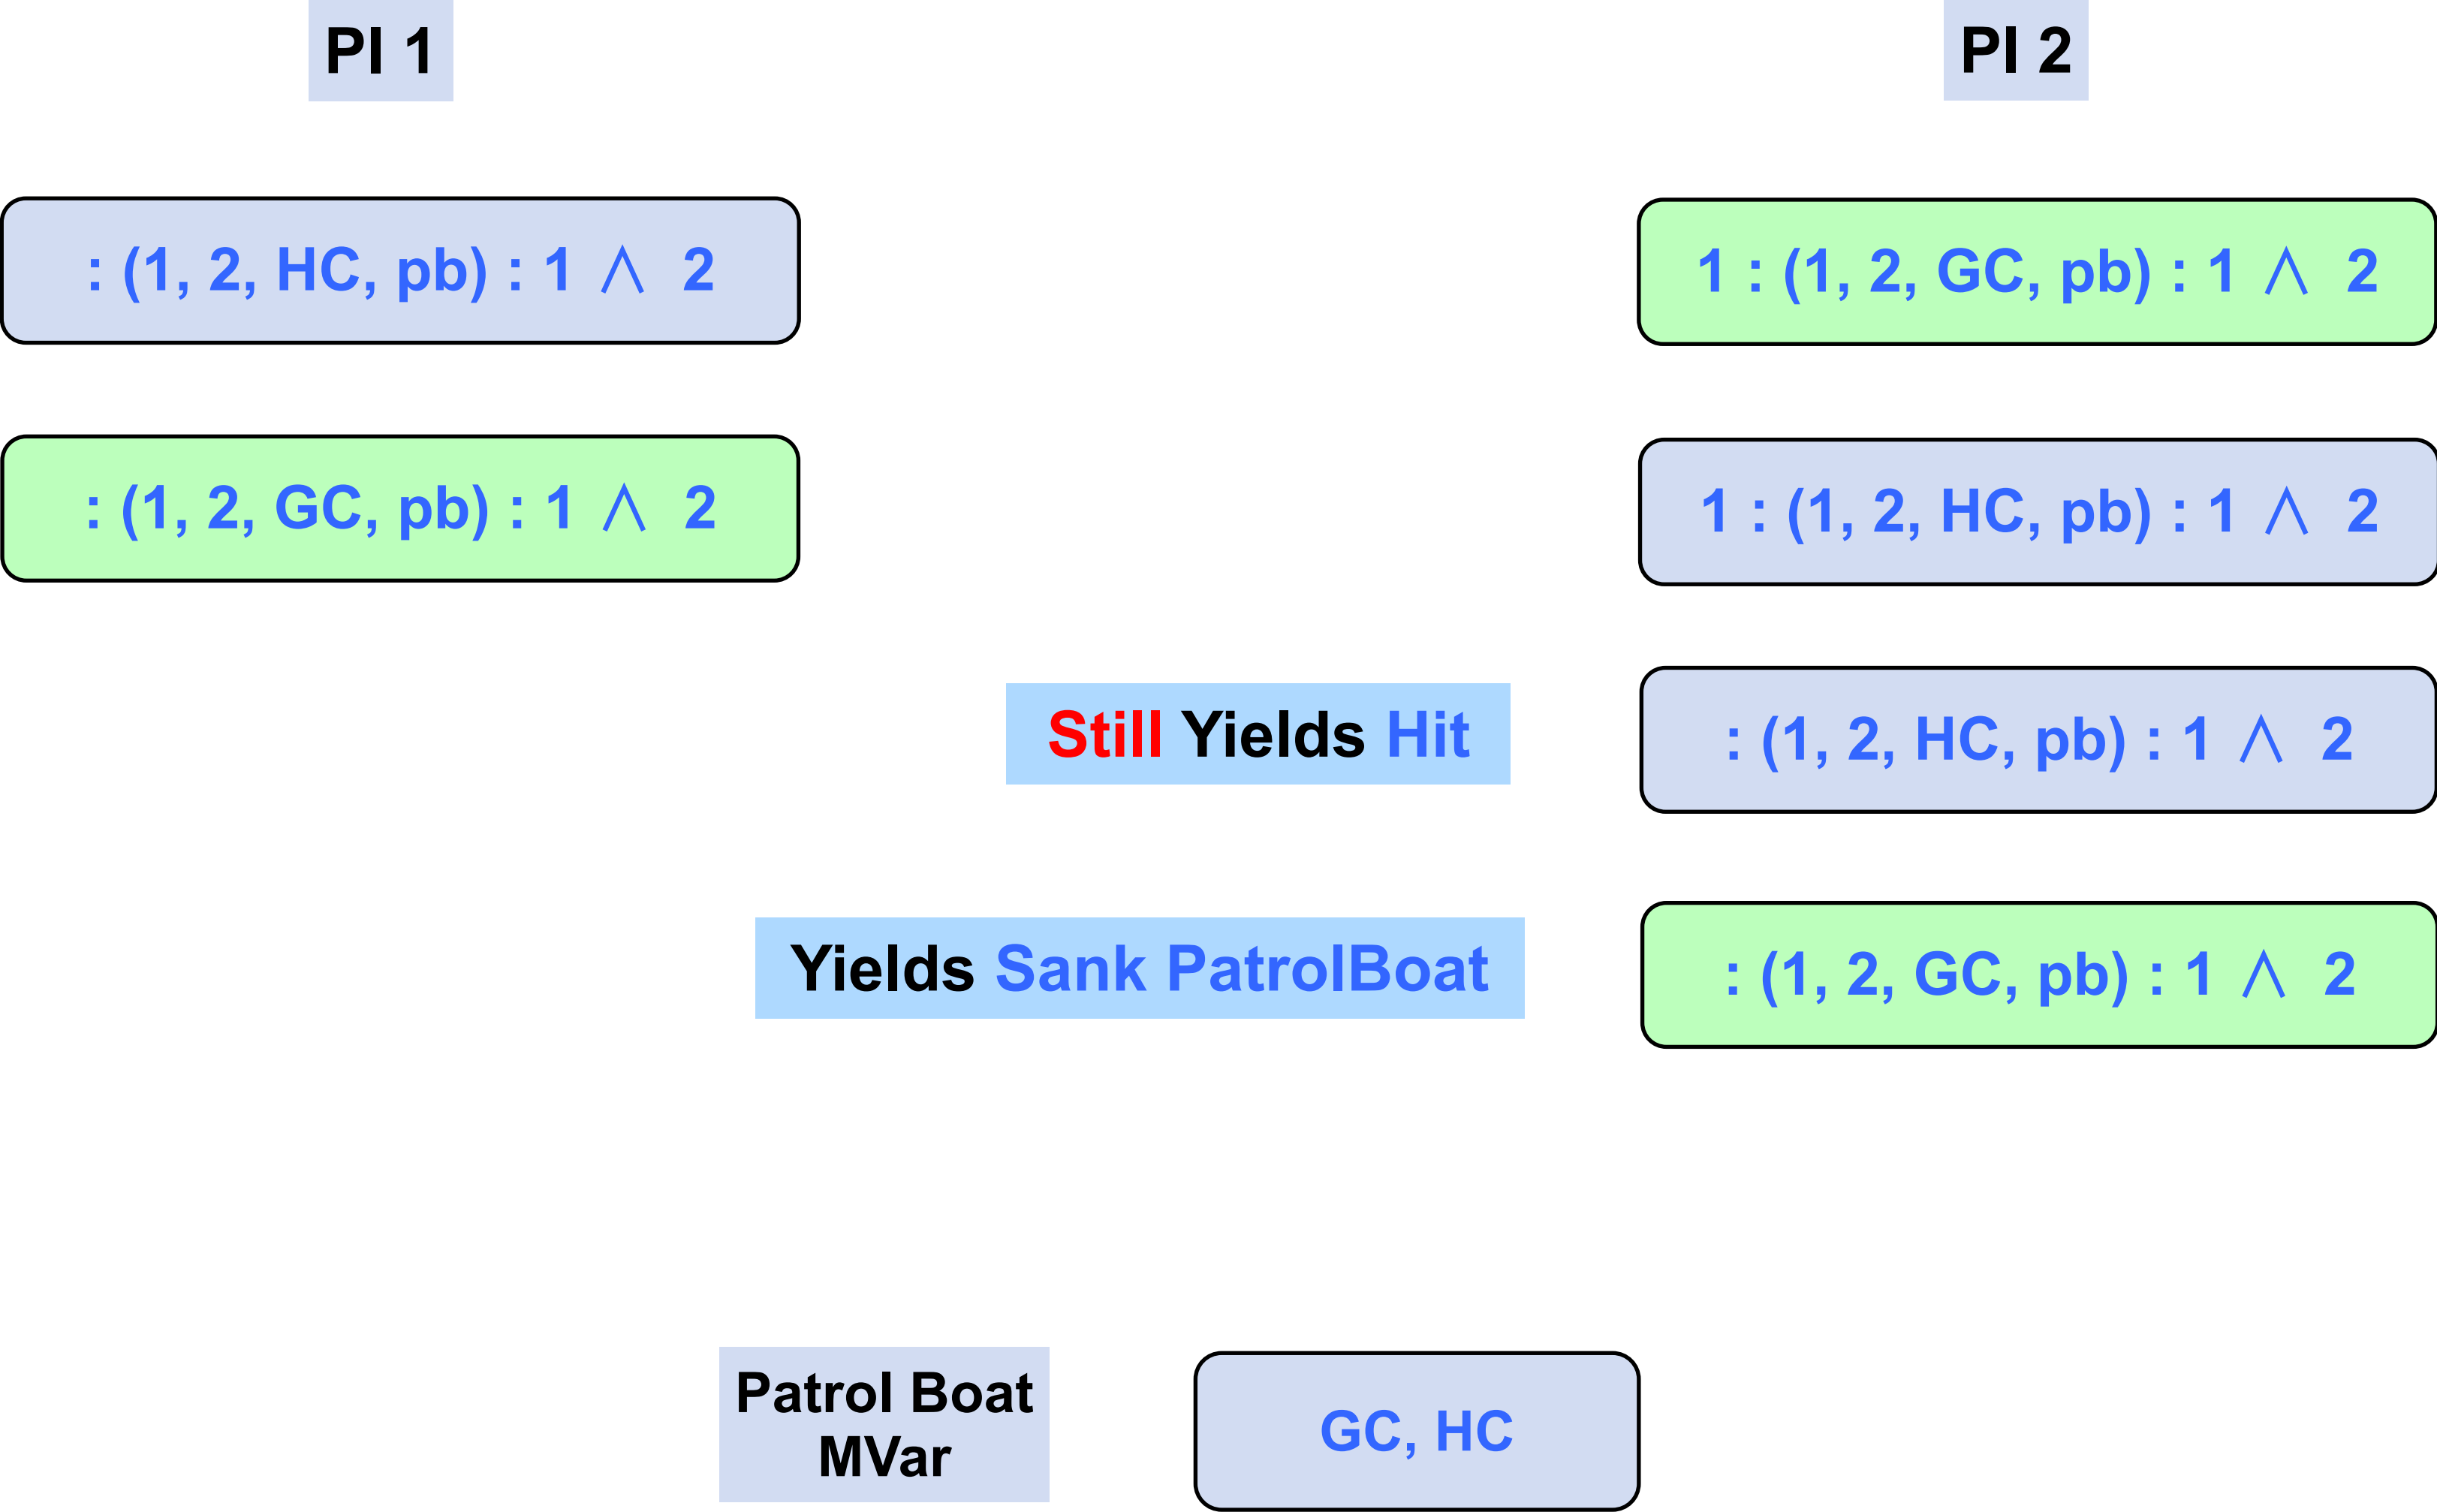 PI 1
PI 2
: (1, 2, HC, pb) : 1 ∧ 2
1 : (1, 2, GC, pb) : 1 ∧ 2
: (1, 2, GC, pb) : 1 ∧ 2
1 : (1, 2, HC, pb) : 1 ∧ 2
Still Yields Hit
: (1, 2, HC, pb) : 1 ∧ 2
Yields Sank PatrolBoat
: (1, 2, GC, pb) : 1 ∧ 2
Patrol Boat
MVar
GC, HC